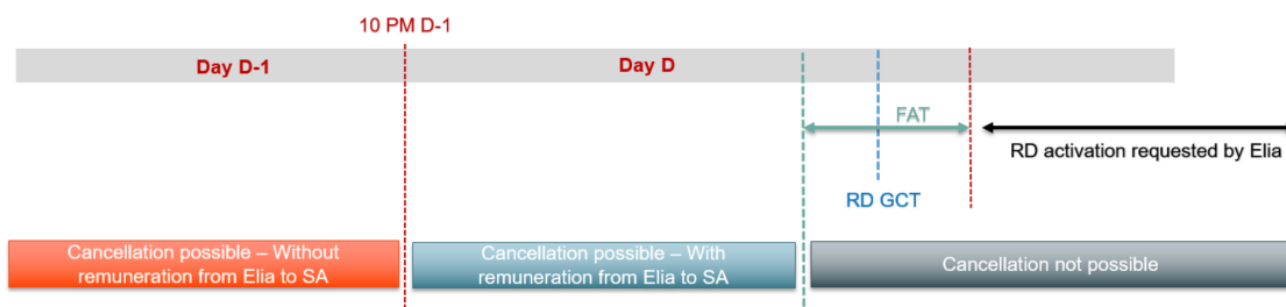 10 PM D-1
Day D-1
Day D
FAT
RD activation requested by Elia
RD GCT
Cancellation possible – Without
remuneration from Elia to SA
Cancellation possible – With
remuneration from Elia to SA
Cancellation not possible